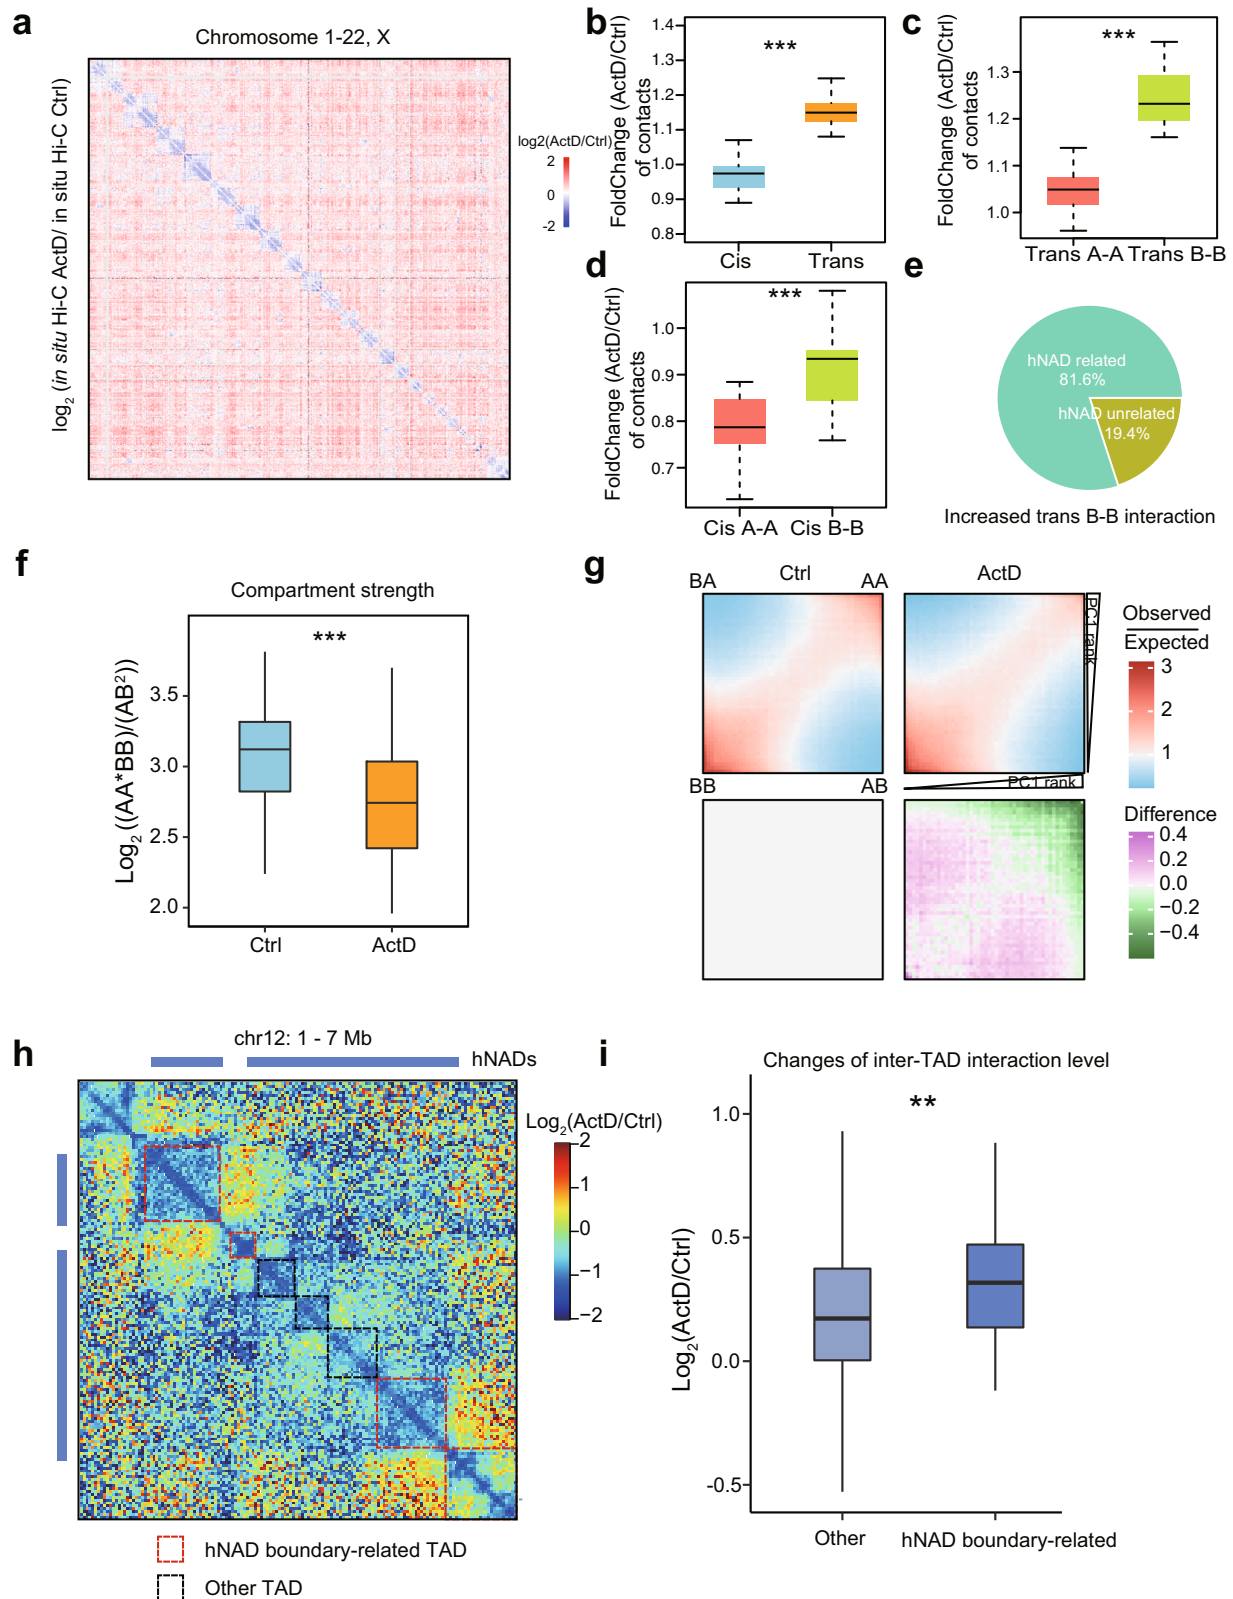 a
Chromosome 1-22, X
log2 (in situ Hi-C ActD/ in situ Hi-C Ctrl)
log2(ActD/Ctrl)
2
0
-2
b
FoldChange (ActD/Ctrl)
of contacts
1.4
1.3
1.2
1.1
1.0
0.9
0.8
***
Cis
Trans
c
FoldChange (ActD/Ctrl)
of contacts
1.3
1.2
1.1
1.0
***
Trans A-A
Trans B-B
d
FoldChange (ActD/Ctrl)
of contacts
1.0
0.9
0.8
0.7
***
Cis A-A
Cis B-B
e
hNAD related
81.6%
hNAD unrelated
19.4%
Increased trans B-B interaction
f
Compartment strength
Log2 ((AA*BB)/(AB²))
3.5
3.0
2.5
2.0
***
Ctrl
ActD
g
BA
Ctrl
AA
ActD
PC1 rank
BB
AB
PC1 rank
Observed
Expected
3
2
1
Difference
0.4
0.2
0.0
−0.2
−0.4
h
chr12: 1 - 7 Mb
hNADs
Log2(ActD/Ctrl)
2
1
0
−1
−2
hNAD boundary-related TAD
Other TAD
i
Changes of inter-TAD interaction level
Log2(ActD/Ctrl)
1.0
0.5
0.0
-0.5
**
Other
hNAD boundary-related